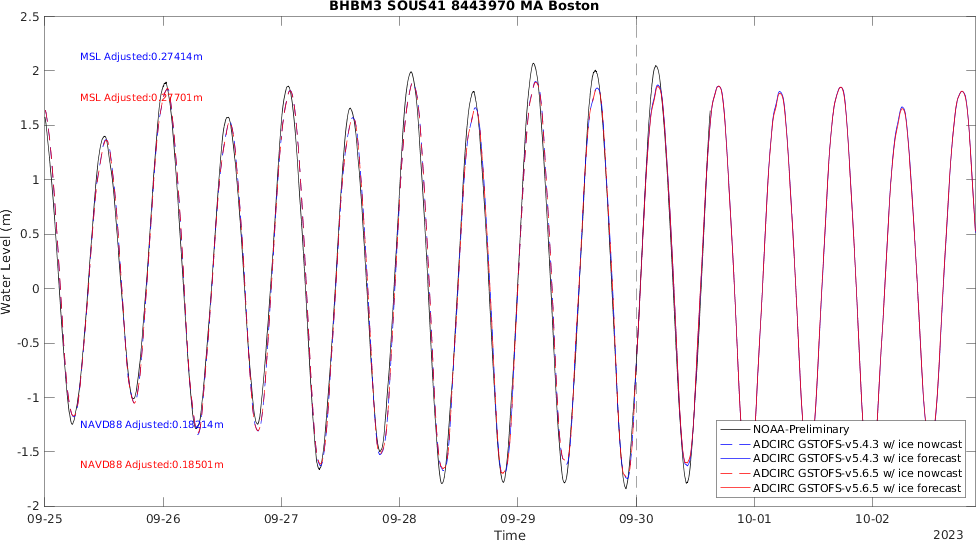 BHBM3 SOUS41 8443970 MA Boston
2.5
2
1.5
1
0.5
0
-0.5
-1
-1.5
-2
Water Level (m)
MSL Adjusted:0.27414m
MSL Adjusted:0.27701m
NAVD88 Adjusted:0.18214m
NAVD88 Adjusted:0.18501m
NOAA-Preliminary
ADCIRC GSTOFS-v5.4.3 w/ ice nowcast
ADCIRC GSTOFS-v5.4.3 w/ ice forecast
ADCIRC GSTOFS-v5.6.5 w/ ice nowcast
ADCIRC GSTOFS-v5.6.5 w/ ice forecast
09-25 09-26 09-27 09-28 09-29 09-30 10-01 10-02
Time
2023